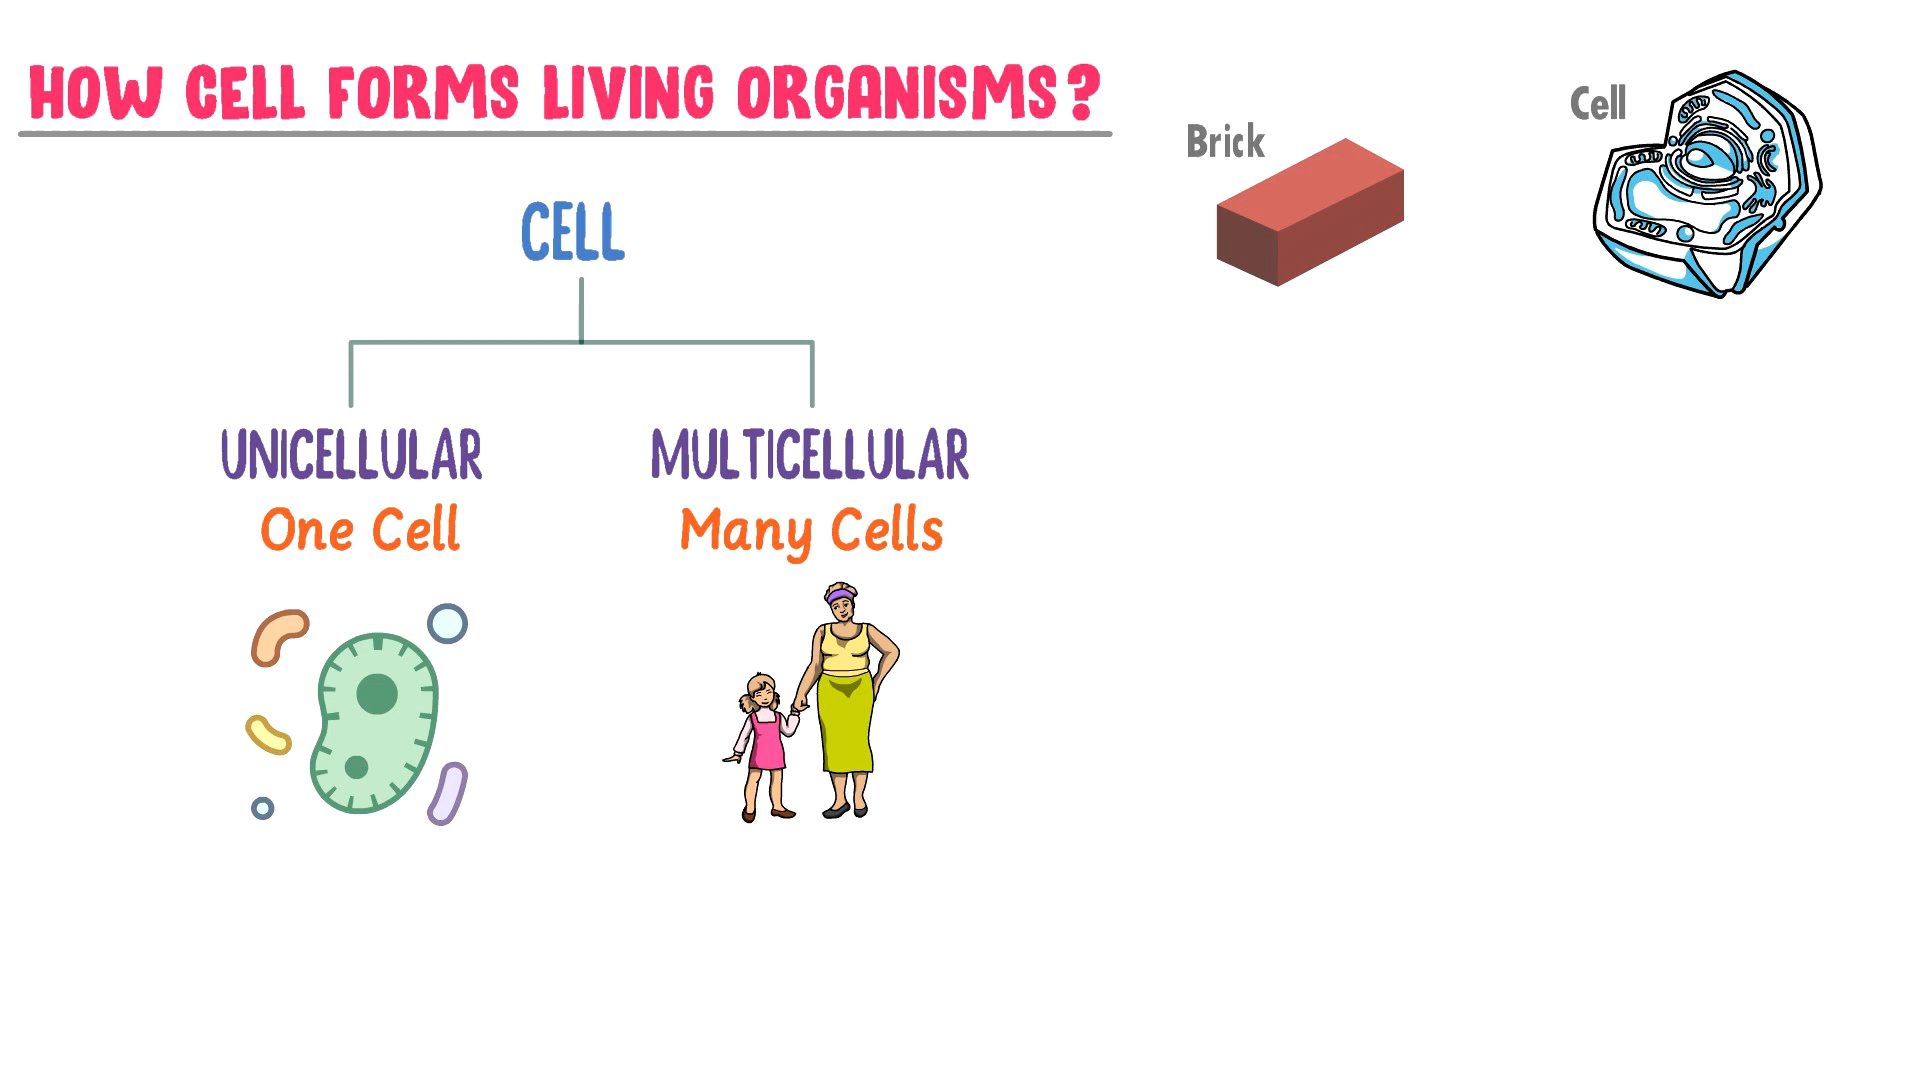 HOW CELL FORMS LIVING ORGANISMS?
Brick
Cell
CELL
UNICELLULAR
One Cell
MULTICELLULAR
Many Cells